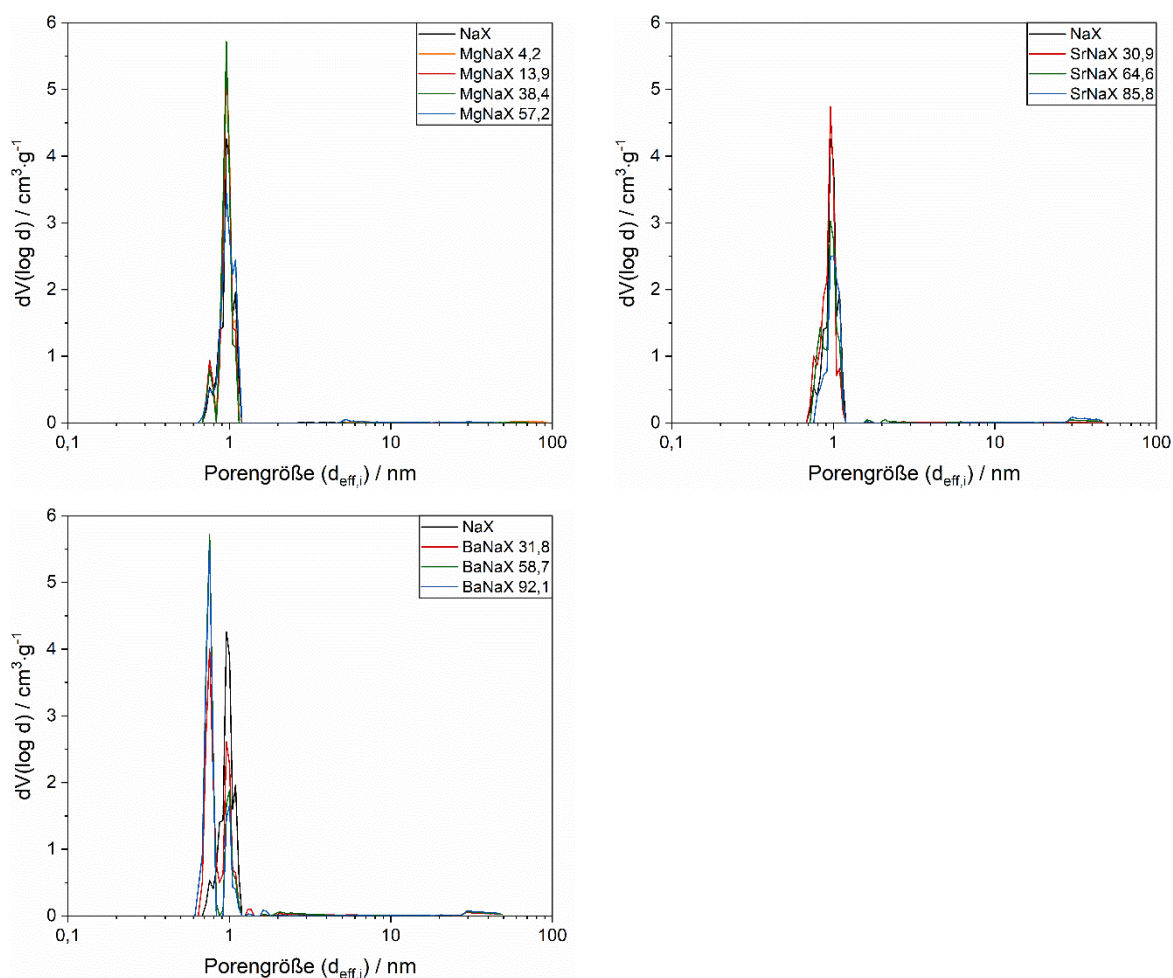 6
5
4
3
2
1
0
dV(log d) / cm³·g⁻¹
NaX
MgNaX 4,2
MgNaX 13,9
MgNaX 38,4
MgNaX 57,2
0,1
1
10
100
Porengröße (d_eff,i) / nm
6
5
4
3
2
1
0
dV(log d) / cm³·g⁻¹
NaX
SrNaX 30,9
SrNaX 64,6
SrNaX 85,8
0,1
1
10
100
Porengröße (d_eff,i) / nm
6
5
4
3
2
1
0
dV(log d) / cm³·g⁻¹
NaX
BaNaX 31,8
BaNaX 58,7
BaNaX 92,1
0,1
1
10
100
Porengröße (d_eff,i) / nm